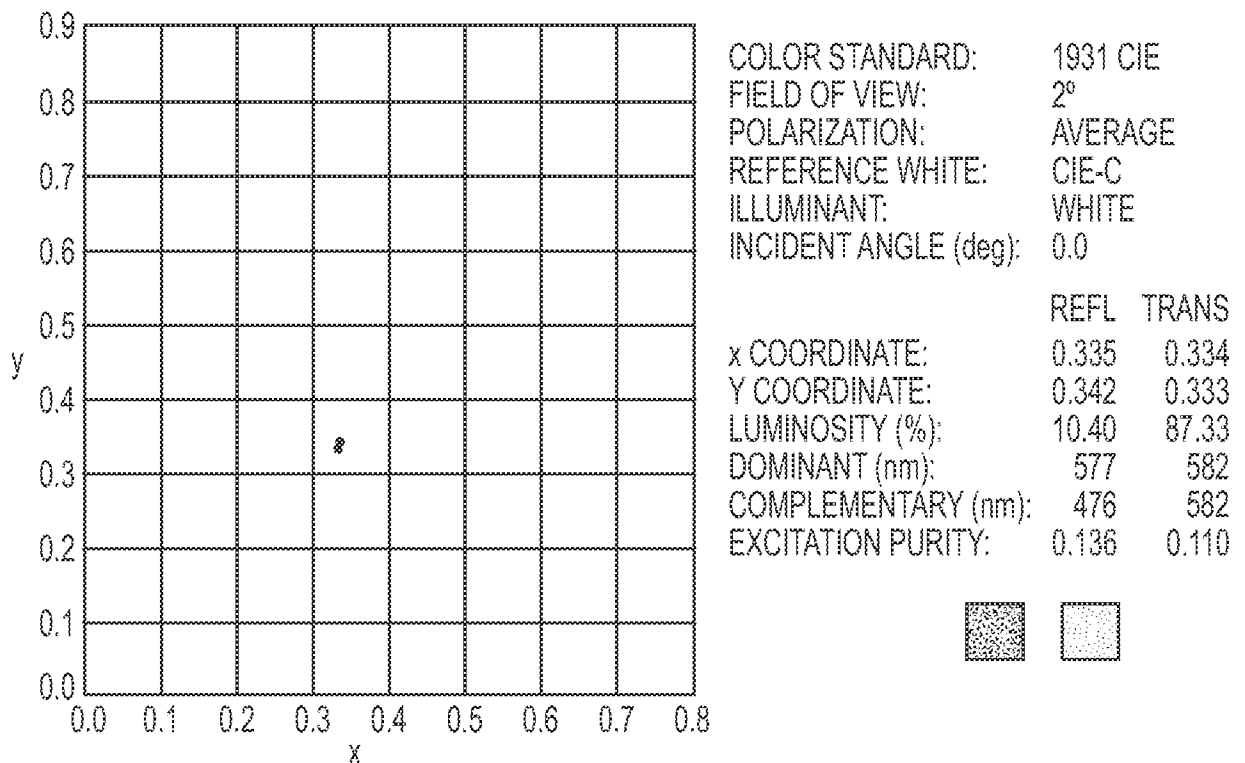 0.9
0.8
0.7
0.6
0.5
y
0.4
0.3
0.2
0.1
0.0
0.0 0.1 0.2 0.3 0.4 0.5 0.6 0.7 0.8
x
COLOR STANDARD: 1931 CIE
FIELD OF VIEW: 2º
POLARIZATION: AVERAGE
REFERENCE WHITE: CIE-C
ILLUMINANT: WHITE
INCIDENT ANGLE (deg): 0.0
REFL TRANS
x COORDINATE: 0.335 0.334
Y COORDINATE: 0.342 0.333
LUMINOSITY (%): 10.40 87.33
DOMINANT (nm): 577 582
COMPLEMENTARY (nm): 476 582
EXCITATION PURITY: 0.136 0.110